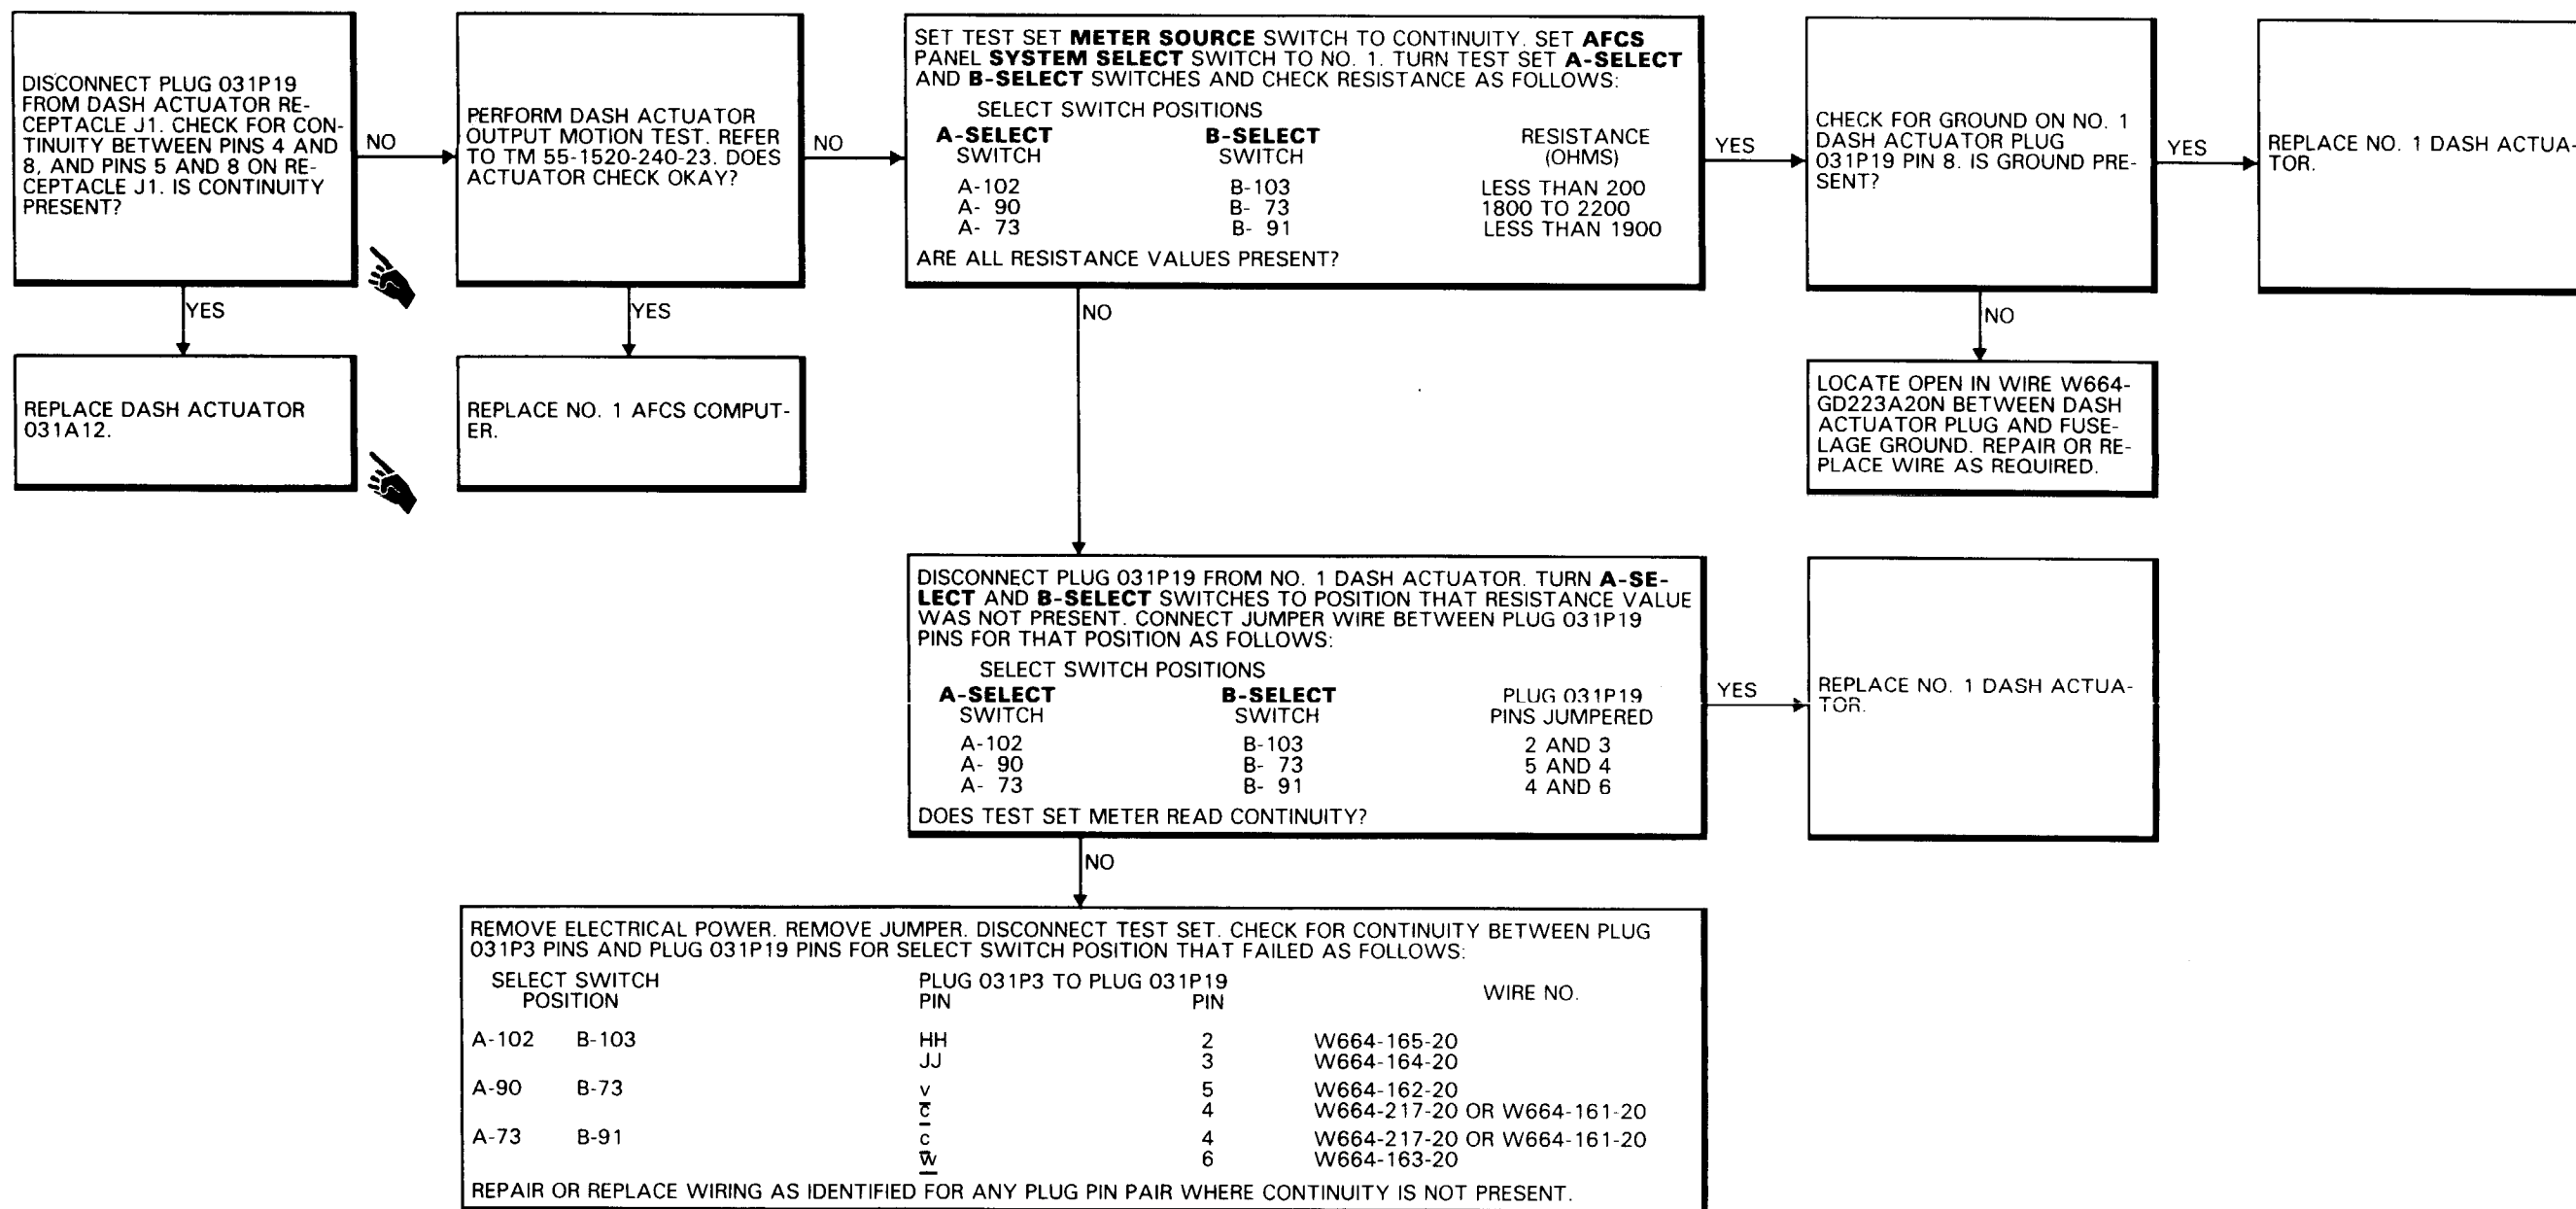 DISCONNECT PLUG 031P19
FROM DASH ACTUATOR RE-
CEPTACLE J1. CHECK FOR CON-
TINUITY BETWEEN PINS 4 AND
8, AND PINS 5 AND 8 ON RE-
CEPTACLE J1. IS CONTINUITY
PRESENT?
NO
YES
REPLACE DASH ACTUATOR
031A12.
PERFORM DASH ACTUATOR
OUTPUT MOTION TEST. REFER
TO TM 55-1520-240-23. DOES
ACTUATOR CHECK OKAY?
NO
YES
REPLACE NO. 1 AFCS COMPUT-
ER.
SET TEST SET METER SOURCE SWITCH TO CONTINUITY. SET AFCS
PANEL SYSTEM SELECT SWITCH TO NO. 1. TURN TEST SET A-SELECT
AND B-SELECT SWITCHES AND CHECK RESISTANCE AS FOLLOWS:
SELECT SWITCH POSITIONS
A-SELECT B-SELECT RESISTANCE
SWITCH SWITCH (OHMS)
A-102 B-103 LESS THAN 200
A- 90 B- 73 1800 TO 2200
A- 73 B- 91 LESS THAN 1900
ARE ALL RESISTANCE VALUES PRESENT?
YES
NO
CHECK FOR GROUND ON NO. 1
DASH ACTUATOR PLUG
031P19 PIN 8. IS GROUND PRE-
SENT?
YES
NO
REPLACE NO. 1 DASH ACTUA-
TOR.
LOCATE OPEN IN WIRE W664-
GD223A20N BETWEEN DASH
ACTUATOR PLUG AND FUSE-
LAGE GROUND. REPAIR OR RE-
PLACE WIRE AS REQUIRED.
DISCONNECT PLUG 031P19 FROM NO. 1 DASH ACTUATOR. TURN A-SE-
LECT AND B-SELECT SWITCHES TO POSITION THAT RESISTANCE VALUE
WAS NOT PRESENT. CONNECT JUMPER WIRE BETWEEN PLUG 031P19
PINS FOR THAT POSITION AS FOLLOWS:
SELECT SWITCH POSITIONS
A-SELECT B-SELECT PLUG 031P19
SWITCH SWITCH PINS JUMPERED
A-102 B-103 2 AND 3
A- 90 B- 73 5 AND 4
A- 73 B- 91 4 AND 6
DOES TEST SET METER READ CONTINUITY?
YES
NO
REPLACE NO. 1 DASH ACTUA-
TOR.
REMOVE ELECTRICAL POWER. REMOVE JUMPER. DISCONNECT TEST SET. CHECK FOR CONTINUITY BETWEEN PLUG
031P3 PINS AND PLUG 031P19 PINS FOR SELECT SWITCH POSITION THAT FAILED AS FOLLOWS:
SELECT SWITCH PLUG 031P3 TO PLUG 031P19
POSITION PIN PIN WIRE NO.
A-102 B-103 HH 2 W664-165-20
JJ 3 W664-164-20
A-90 B-73 v 5 W664-162-20
c 4 W664-217-20 OR W664-161-20
A-73 B-91 c 4 W664-217-20 OR W664-161-20
w 6 W664-163-20
REPAIR OR REPLACE WIRING AS IDENTIFIED FOR ANY PLUG PIN PAIR WHERE CONTINUITY IS NOT PRESENT.